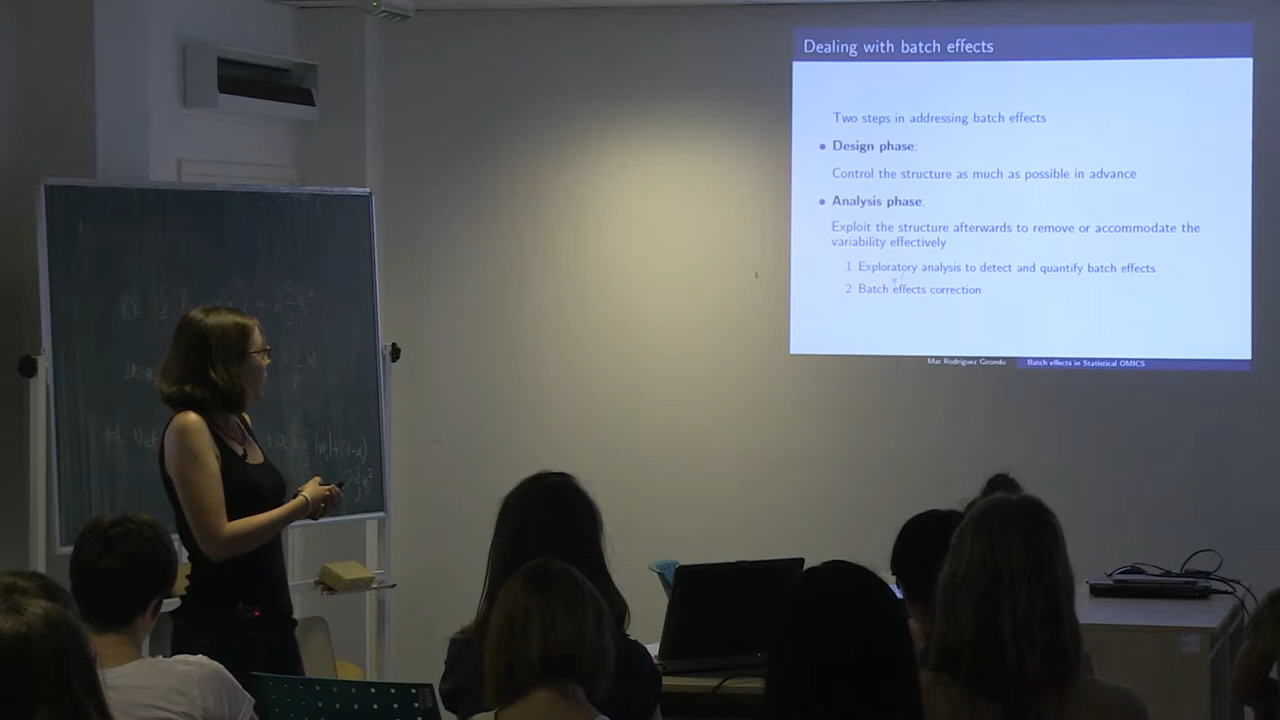 Dealing with batch effects
Two steps in addressing batch effects
• Design phase:
Control the structure as much as possible in advance
• Analysis phase:
Exploit the structure afterwards to remove or accommodate the
variability effectively
1 Exploratory analysis to detect and quantify batch effects
2 Batch effects correction
Mar Rodriguez Girondo Batch effects in Statistical OMICS